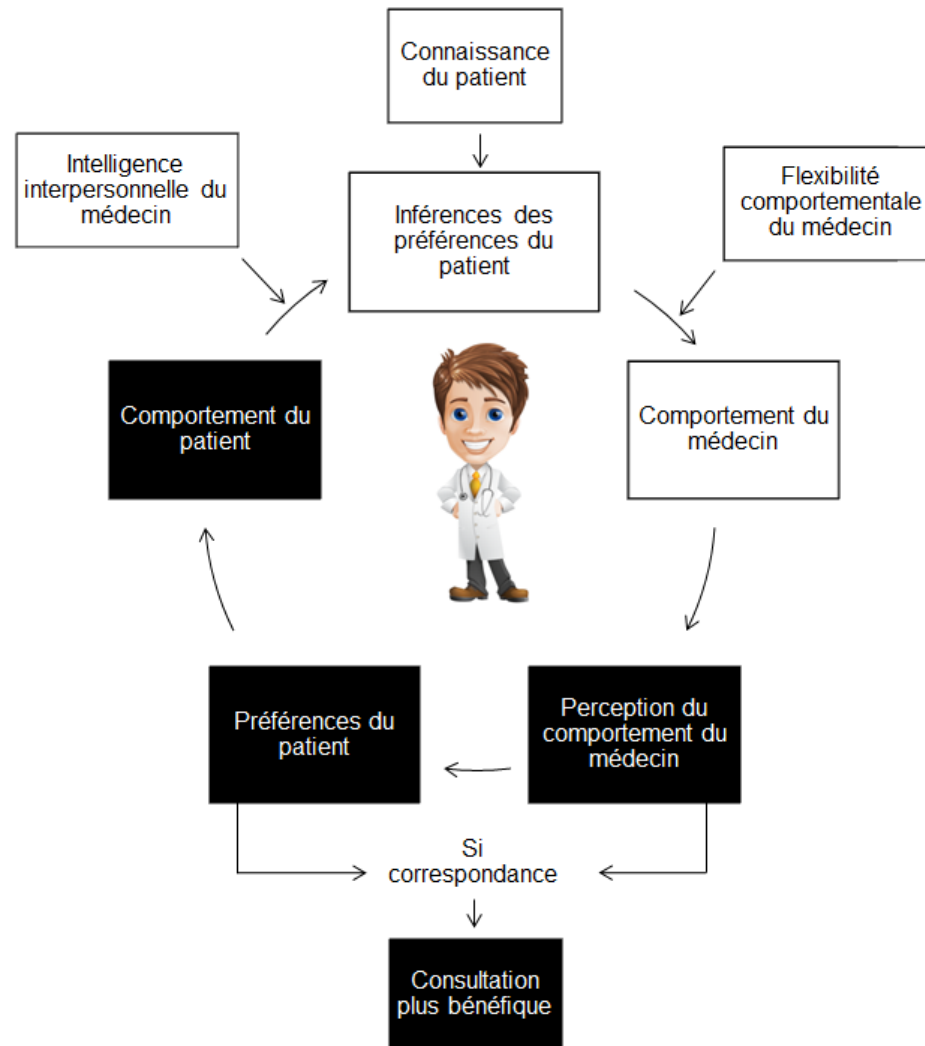 Connaissance
du patient
Intelligence
interpersonnelle du
médecin
Inférences des
préférences du
patient
Flexibilité
comportementale
du médecin
Comportement du
patient
Comportement du
médecin
Préférences du
patient
Perception du
comportement du
médecin
Si
correspondance
Consultation
plus bénéfique